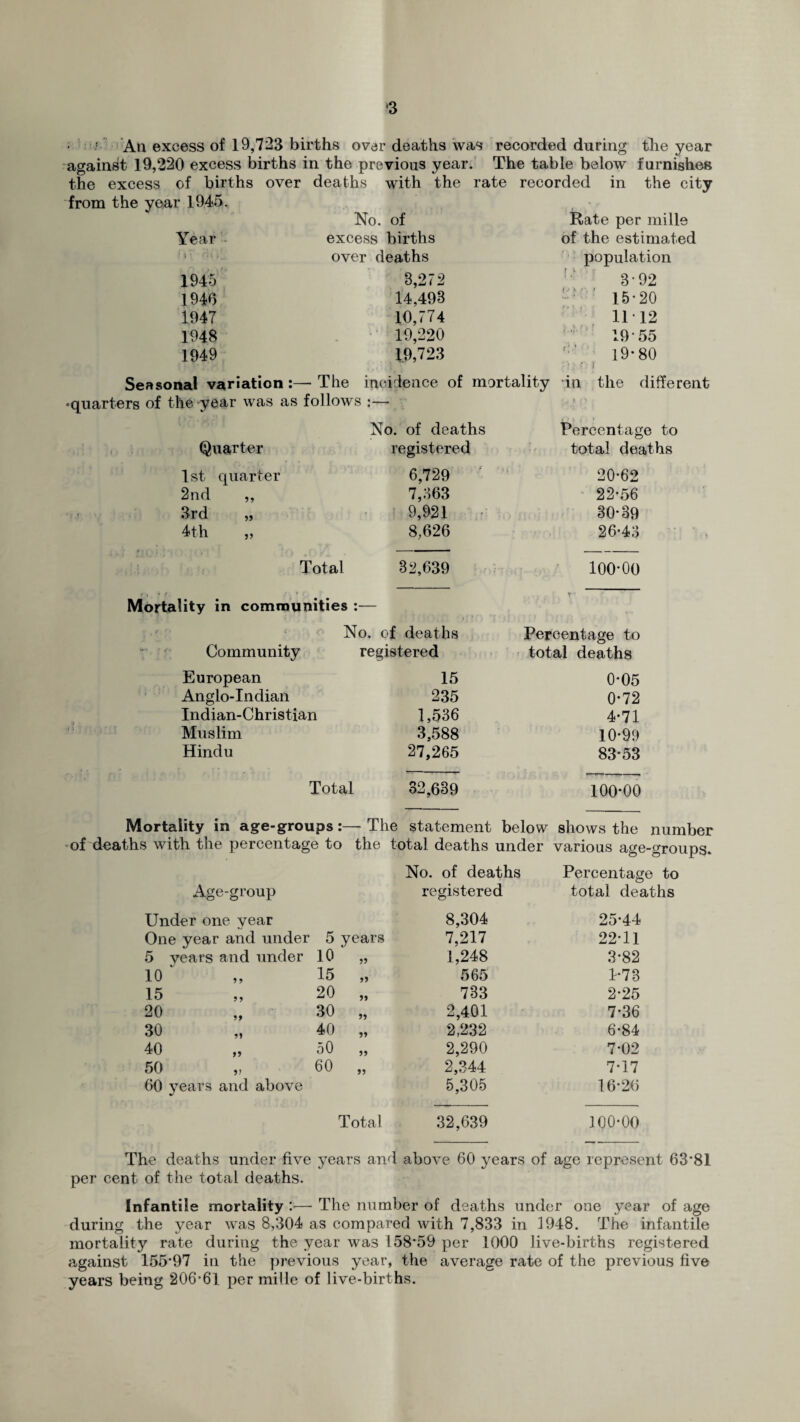 3
An excess of 19,723 births over deaths was recorded during the year
against 19,220 excess births in the previous year. The table below furnishes
the excess of births over deaths with the rate recorded in the city
from the year 1945.
No. of Rate per mille
Year excess births of the estimated
over deaths population
1945 3,272 3·92
1946 14,493 15·20
1947 10,774 11·12
1948 19,220 19·55
1949 19,723 19·80
Seasonal variation :— The incidence of mortality in the different
quarters of the year was as follows :—
No. of deaths Percentage to
Quarter registered total deaths
1st quarter 6,729 20·62
2nd „ 7,363 22·56
3rd „ 9,921 30·39
4th „ 8,626 26·43
Total 32,639 100·00
Mortality in communities :—
No. of deaths Percentage to
Community registered total deaths
European 15 0·05
Anglo-Indian 235 0·72
Indian-Christian 1,536 4·71
Muslim 3,588 10·99
Hindu 27,265 83·53
Total 32,639 100·00
Mortality in age-groups :— The statement below shows the number
of deaths with the percentage to the total deaths under various age-groups.
No. of deaths Percentage to
Age-group registered total deaths
Under one year 8,304 25·44
One year and under 5 years 7,217 22·11
5 years and under 10 „ 1,248 3·82
10 „ 15 „ 565 1·73
15 „ 20 „ 733 2·25
20 „ 30 „ 2,401 7·36
30 „ 40 „ 2,232 6·84
40 „ 50 „ 2,290 7·02
50 „ 60 „ 2,344 7·17
60 years and above 5,305 16·26
Total 32,639 100·00
The deaths under five years and above 60 years of age represent 63·81
per cent of the total deaths.
Infantile mortality :— The number of deaths under one year of age
during the year was 8,304 as compared with 7,833 in 1948. The infantile
mortality rate during the year was 158·59 per 1000 live-births registered
against 155·97 in the previous year, the average rate of the previous five
years being 206·61 per mille of live-births.